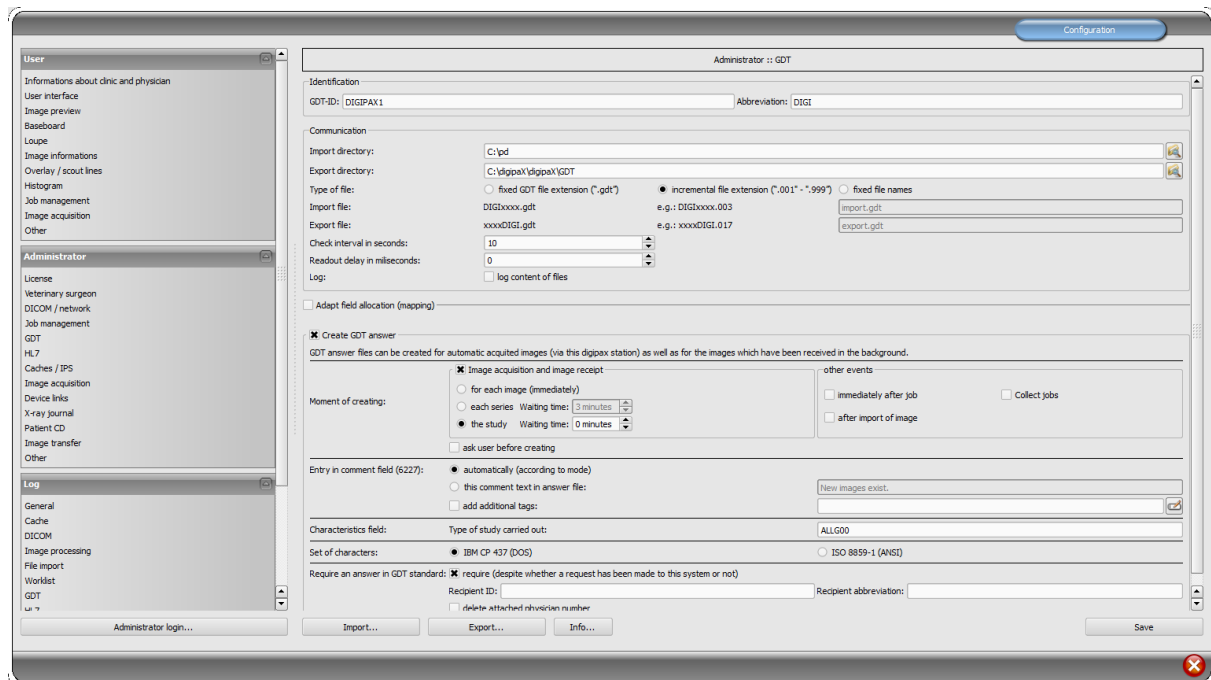 Configuration
User
Informations about clinic and physician
User interface
Image preview
Baseboard
Loupe
Image informations
Overlay / scout lines
Histogram
Job management
Image acquisition
Other
Administrator
License
Veterinary surgeon
DICOM / network
Job management
GDT
HL7
Caches / IPS
Image acquisition
Device links
X-ray journal
Patient CD
Image transfer
Other
Log
General
Cache
DICOM
Image processing
File import
Worklist
GDT
HL7
Administrator login...
Administrator :: GDT
Identification
GDT-ID: DIGIPAX1 Abbreviation: DIGI
Communication
Import directory: C:\pd
Export directory: C:\digipaX\digipaX\GDT
Type of file: fixed GDT file extension (".gdt") incremental file extension (".001" - ".999") fixed file names
Import file: DIGIxxxx.gdt e.g.: DIGIxxxx.003 import.gdt
Export file: xxxxDIGI.gdt e.g.: xxxxDIGI.017 export.gdt
Check interval in seconds: 10
Readout delay in miliseconds: 0
Log: log content of files
Adapt field allocation (mapping)
Create GDT answer
GDT answer files can be created for automatic acquited images (via this digipax station) as well as for the images which have been received in the background.
Image acquisition and image receipt other events
for each image (immediately)
immediately after job Collect jobs
Moment of creating: each series Waiting time: 3 minutes
after import of image
the study Waiting time: 0 minutes
ask user before creating
Entry in comment field (6227): automatically (according to mode)
this comment text in answer file: New images exist.
add additional tags:
Characteristics field: Type of study carried out: ALLG00
Set of characters: IBM CP 437 (DOS) ISO 8859-1 (ANSI)
Require an answer in GDT standard: require (despite whether a request has been made to this system or not)
Recipient ID: Recipient abbreviation:
delete attached physician number
Import... Export... Info... Save